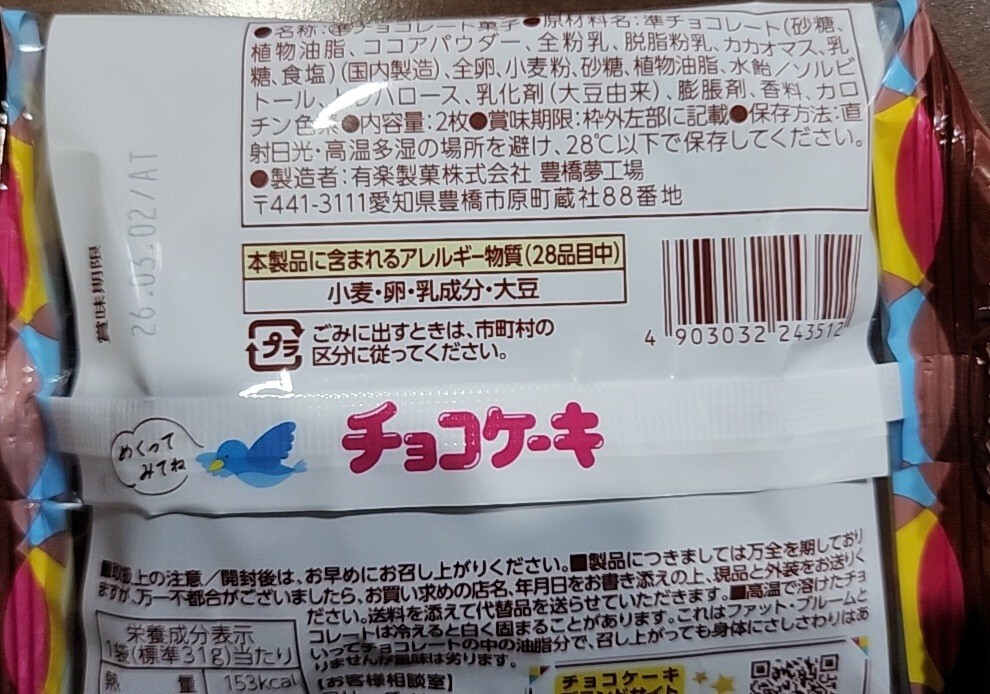 ●名称:準チョコレート菓子●原材料名:準チョコレート(砂糖、
植物油脂、ココアパウダー、全粉乳、脱脂粉乳、カカオマス、乳
糖、食塩)(国内製造)、全卵、小麦粉、砂糖、植物油脂、水飴/ソルビ
トール、トレハロース、乳化剤(大豆由来)、膨脹剤、香料、カロ
チン色素●内容量:2枚●賞味期限:枠外左部に記載●保存方法:直
射日光・高温多湿の場所を避け、28℃以下で保存してください。
●製造者:有楽製菓株式会社 豊橋夢工場
〒441-3111愛知県豊橋市原町蔵社88番地
賞味期限
26.03.02/AT
本製品に含まれるアレルギー物質(28品目中)
小麦・卵・乳成分・大豆
プラ
ごみに出すときは、市町村の
区分に従ってください。
4 903032 243512
めくって
みてね
チョコケーキ
■取扱上の注意/開封後は、お早めにお召し上がりください。■製品につきましては万全を期しており
ますが、万一不都合がございましたら、お買い求めの店名、年月日をお書き添えの上、現品と外装をお送りく
ださい。送料を添えて代替品を送らせていただきます。■高温で溶けたチョ
コレートは冷えると白く固まることがあります。これはファット・ブルームと
いってチョコレートの中の油脂分で、召し上がっても身体にさしさわりはあ
りませんが風味は劣ります。
栄養成分表示
1袋(標準31g)当たり
熱 量 153kcal
【お客様相談室】
チョコケーキ
ブランドサイト